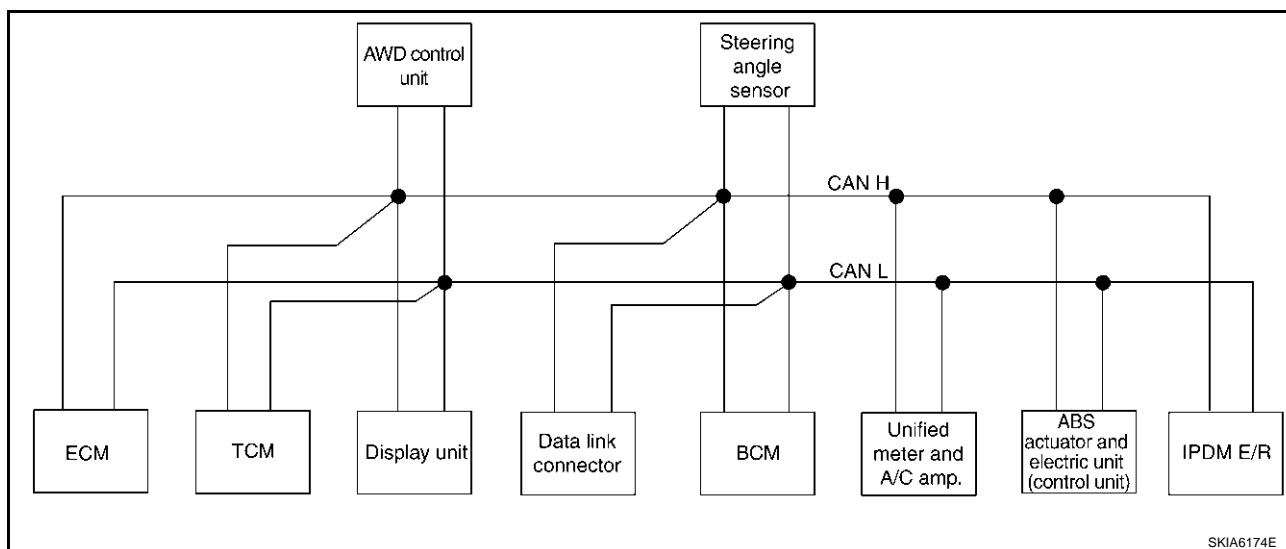 AWD control
unit
Steering
angle
sensor
CAN H
CAN L
ECM
TCM
Display unit
Data link
connector
BCM
Unified
meter and
A/C amp.
ABS
actuator and
electric unit
(control unit)
IPDM E/R
SKIA6174E